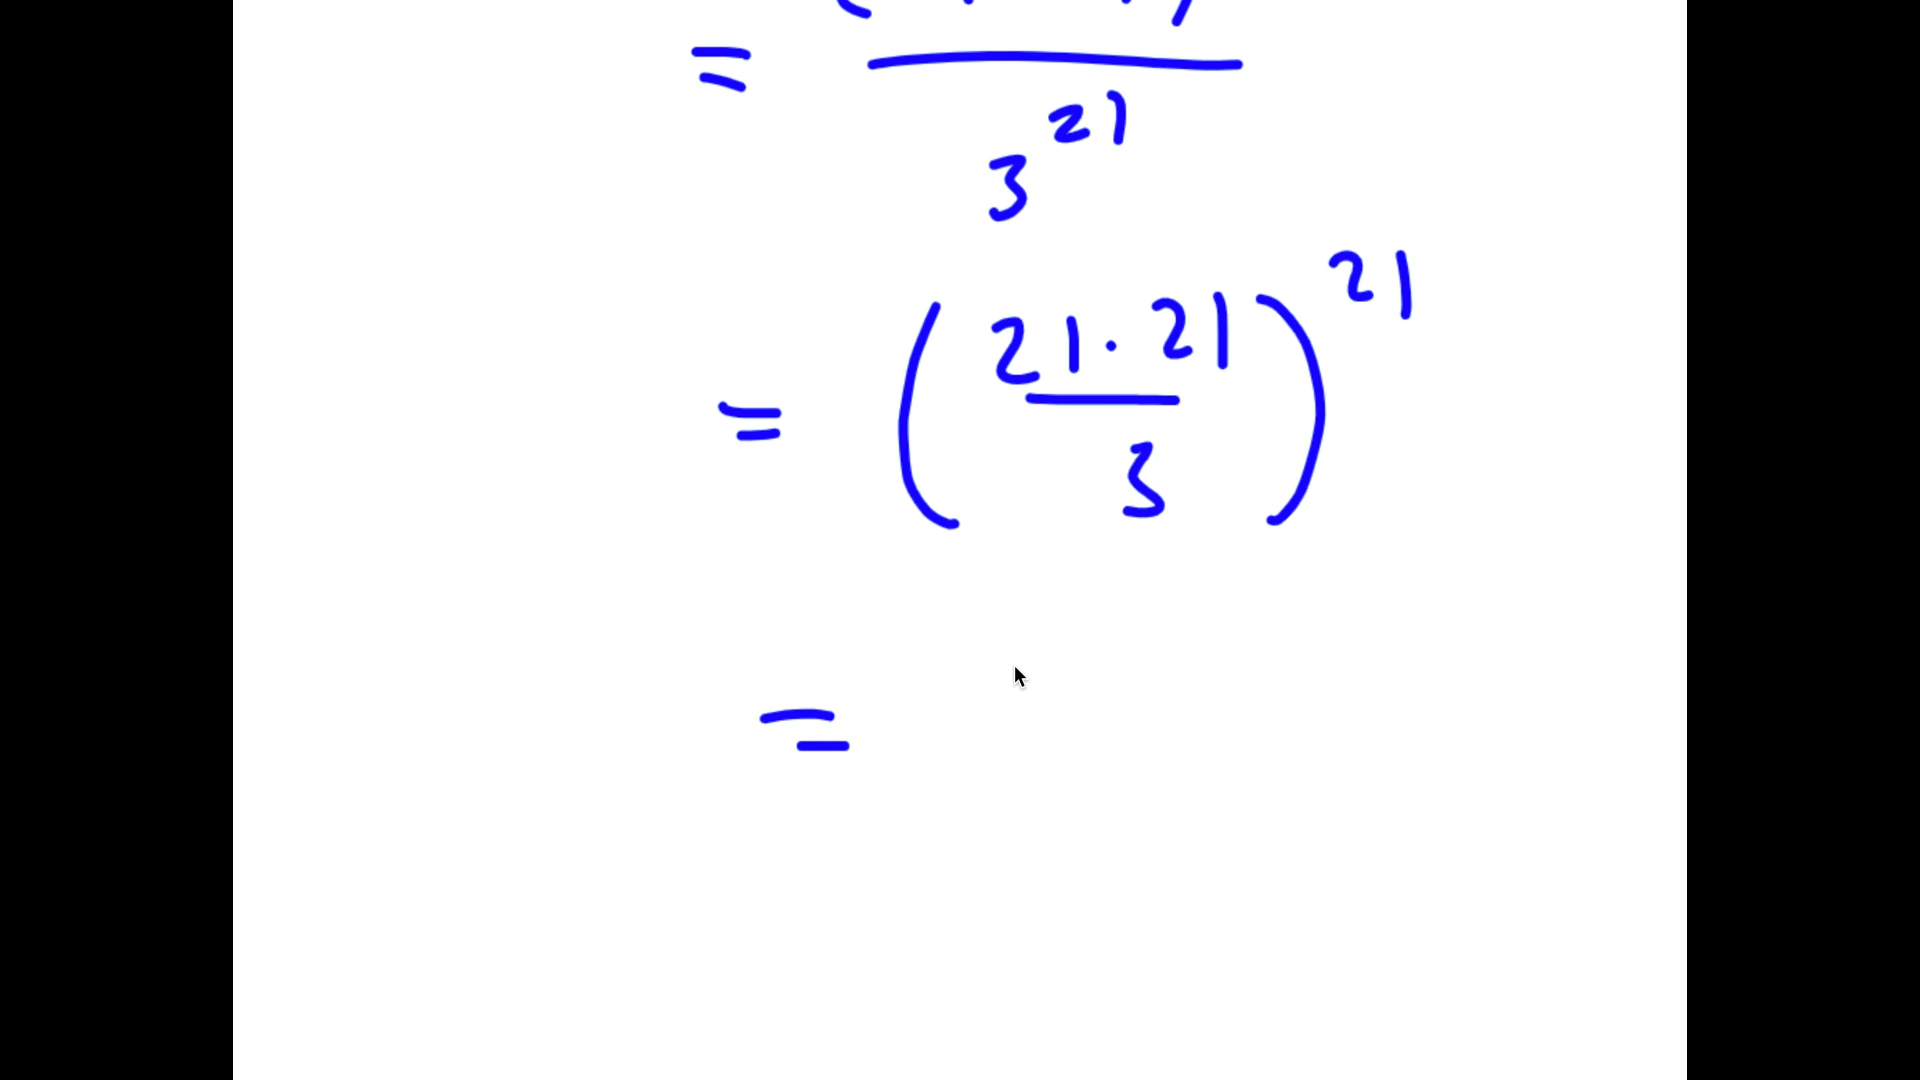 = ―
3^21
= (21·21/3)^21
=